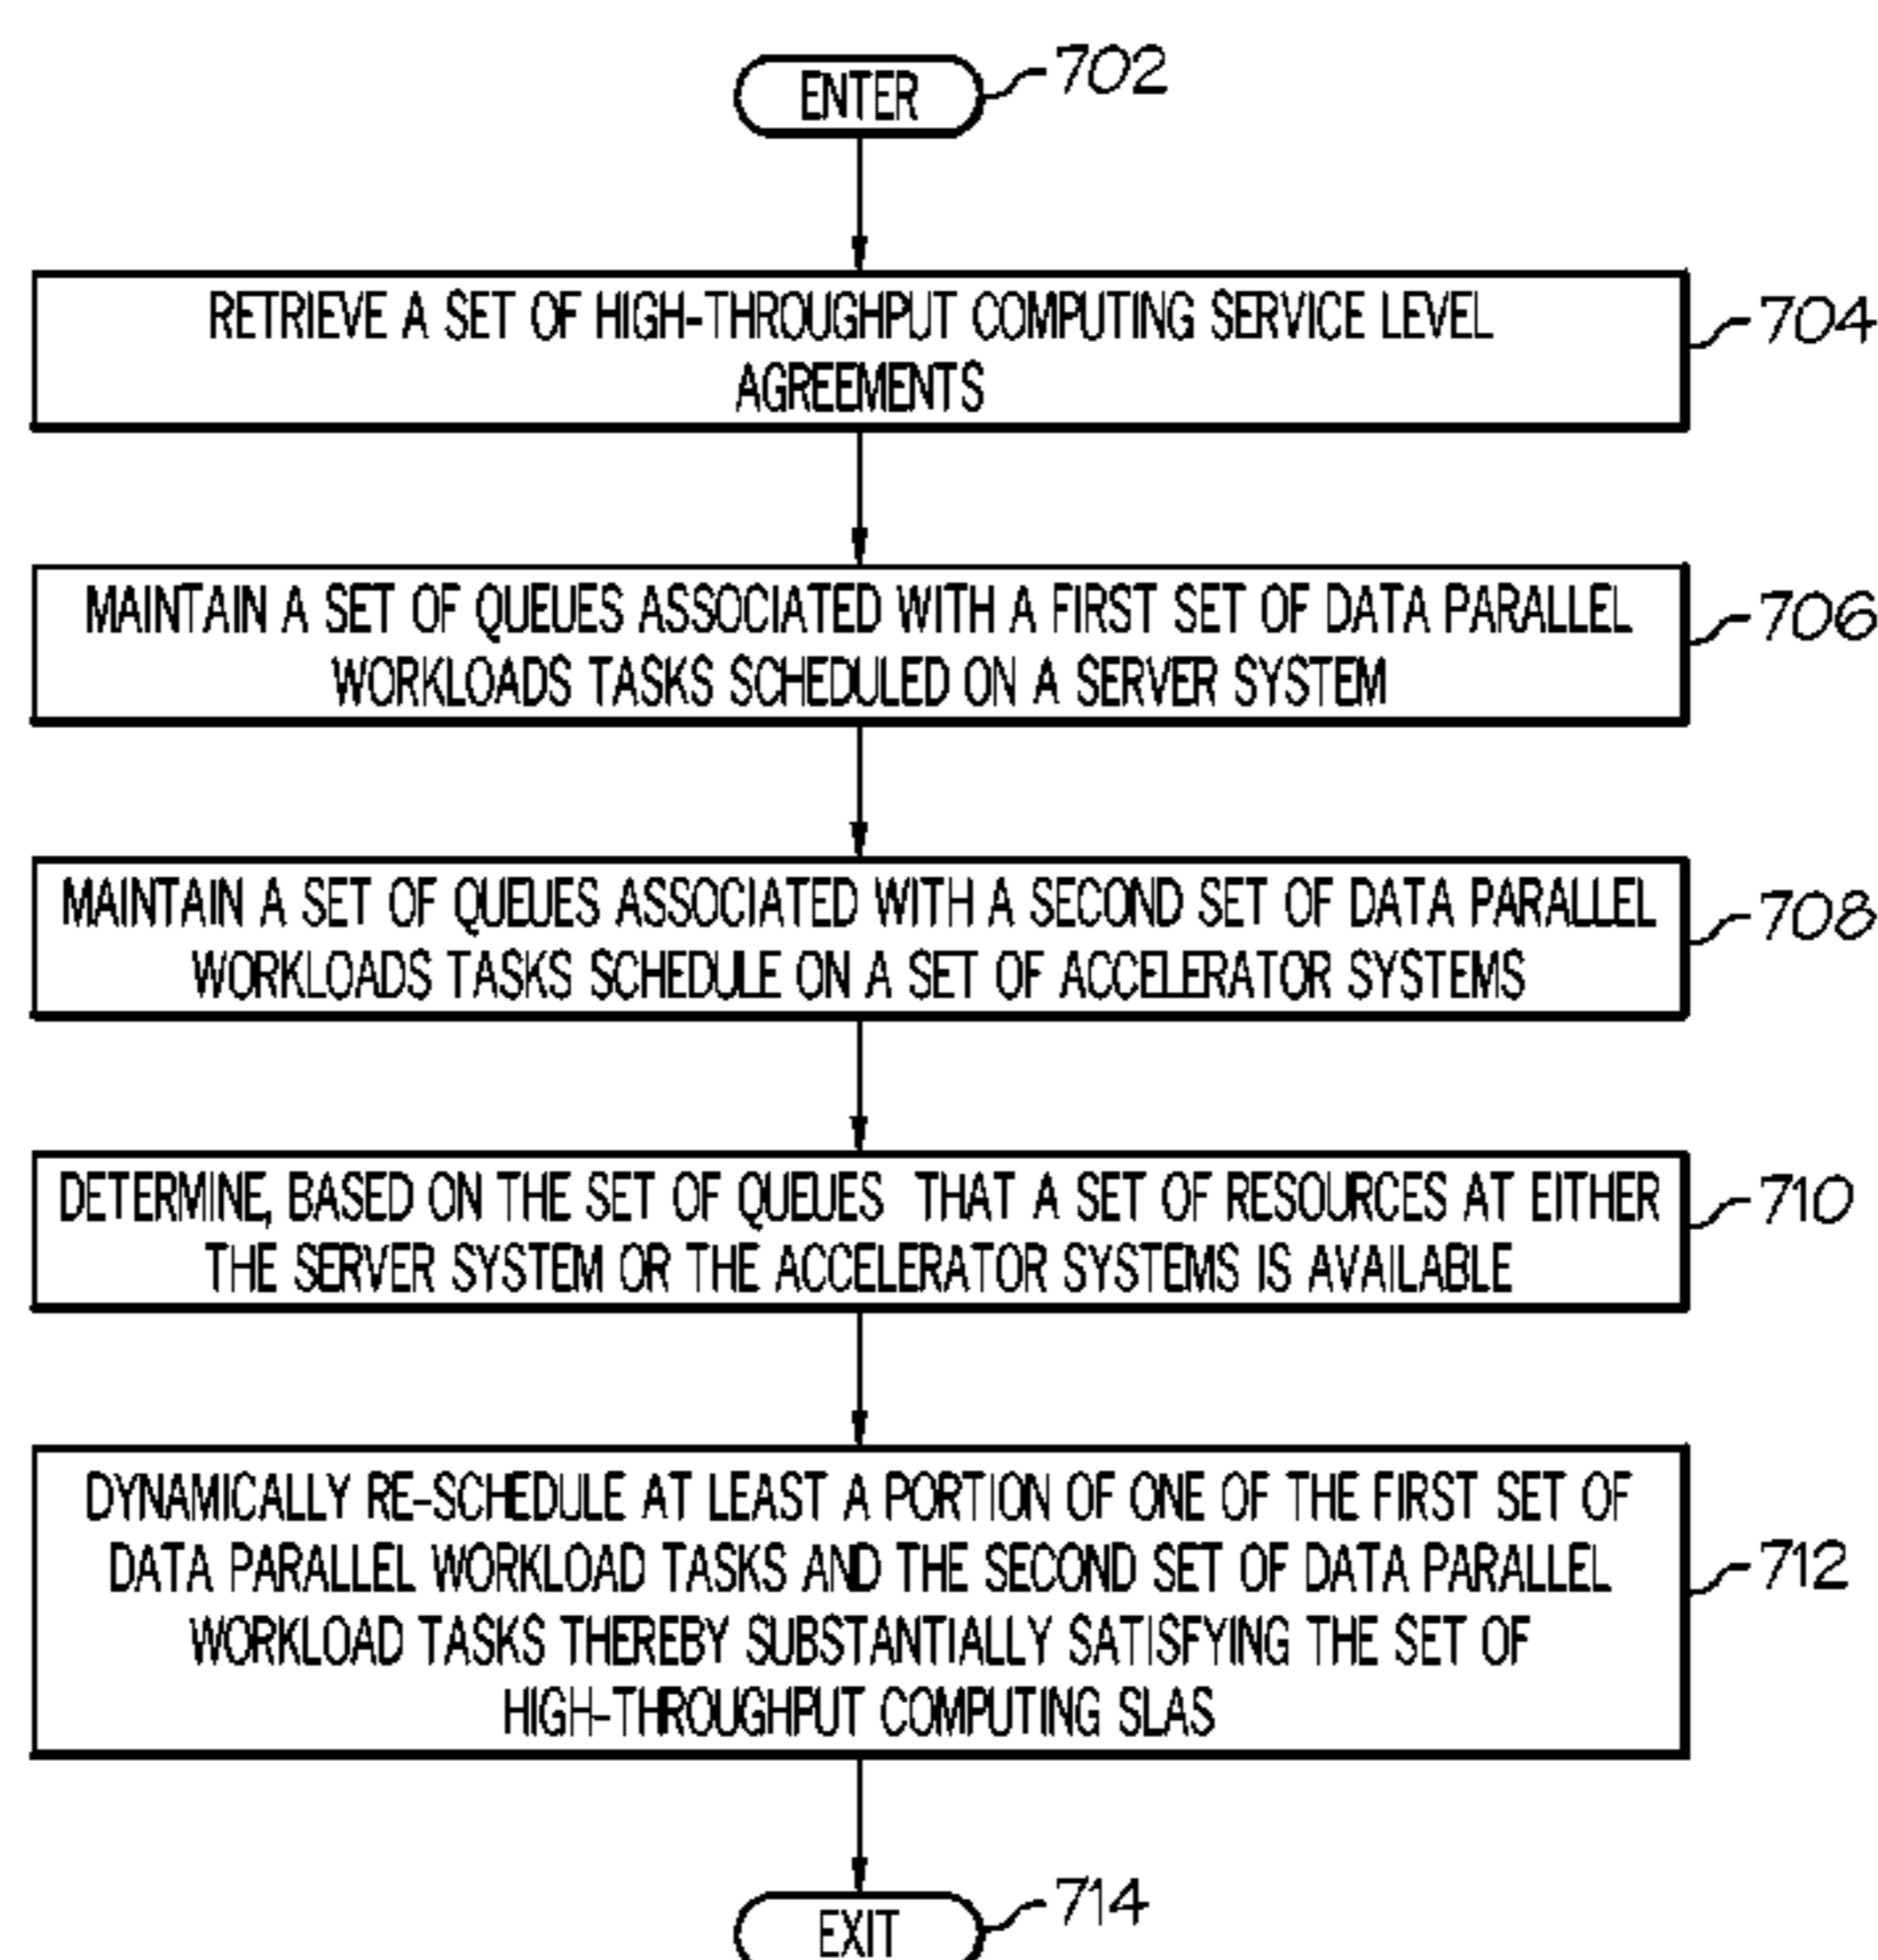 ENTER
702
RETRIEVE A SET OF HIGH-THROUGHPUT COMPUTING SERVICE LEVEL
AGREEMENTS
704
MAINTAIN A SET OF QUEUES ASSOCIATED WITH A FIRST SET OF DATA PARALLEL
WORKLOADS TASKS SCHEDULED ON A SERVER SYSTEM
706
MAINTAIN A SET OF QUEUES ASSOCIATED WITH A SECOND SET OF DATA PARALLEL
WORKLOADS TASKS SCHEDULE ON A SET OF ACCELERATOR SYSTEMS
708
DETERMINE, BASED ON THE SET OF QUEUES THAT A SET OF RESOURCES AT EITHER
THE SERVER SYSTEM OR THE ACCELERATOR SYSTEMS IS AVAILABLE
710
DYNAMICALLY RE-SCHEDULE AT LEAST A PORTION OF ONE OF THE FIRST SET OF
DATA PARALLEL WORKLOAD TASKS AND THE SECOND SET OF DATA PARALLEL
WORKLOAD TASKS THEREBY SUBSTANTIALLY SATISFYING THE SET OF
HIGH-THROUGHPUT COMPUTING SLAS
712
EXIT
714